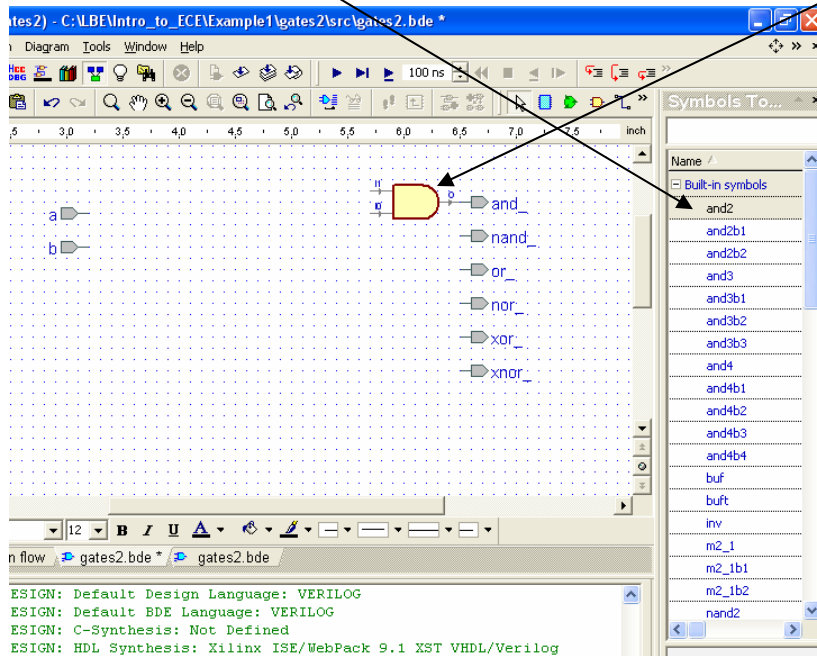 ates2) - C:\LBE\Intro_to_ECE\Example1\gates2\src\gates2.bde *
Diagram Tools Window Help
100 ns
Symbols To...
3,0 3,5 4,0 4,5 5,0 5,5 6,0 6,5 7,0 7,5 inch
Name
Built-in symbols
and2
and2b1
and2b2
and3
and3b1
and3b2
and3b3
and4
and4b1
and4b2
and4b3
and4b4
buf
buft
inv
m2_1
m2_1b1
m2_1b2
nand2
a
b
I1
I0
O
and_
nand_
or_
nor_
xor_
xnor_
12 B I U A
n flow gates2.bde * gates2.bde
ESIGN: Default Design Language: VERILOG
ESIGN: Default BDE Language: VERILOG
ESIGN: C-Synthesis: Not Defined
ESIGN: HDL Synthesis: Xilinx ISE/WebPack 9.1 XST VHDL/Verilog